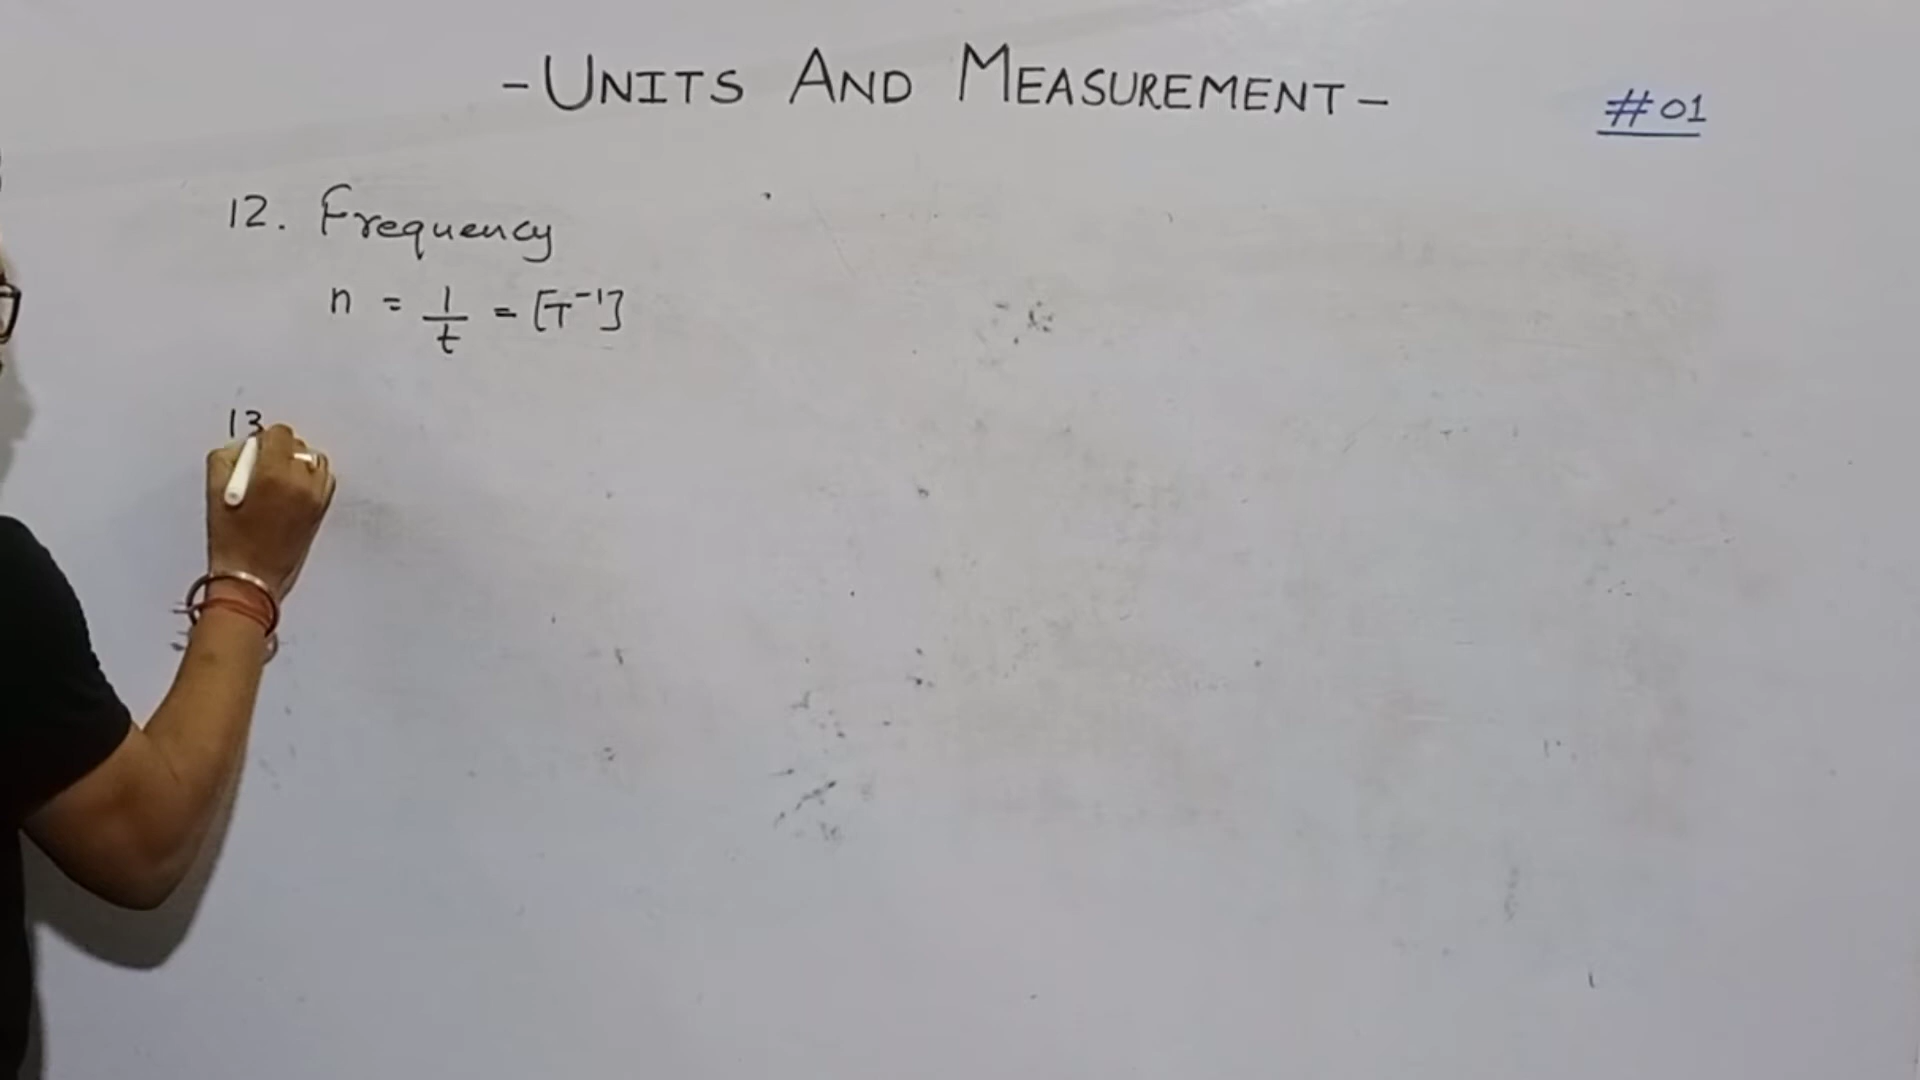 - UNITS AND MEASUREMENT -
#01
12. Frequency
n = 1/t = [T⁻¹]
13